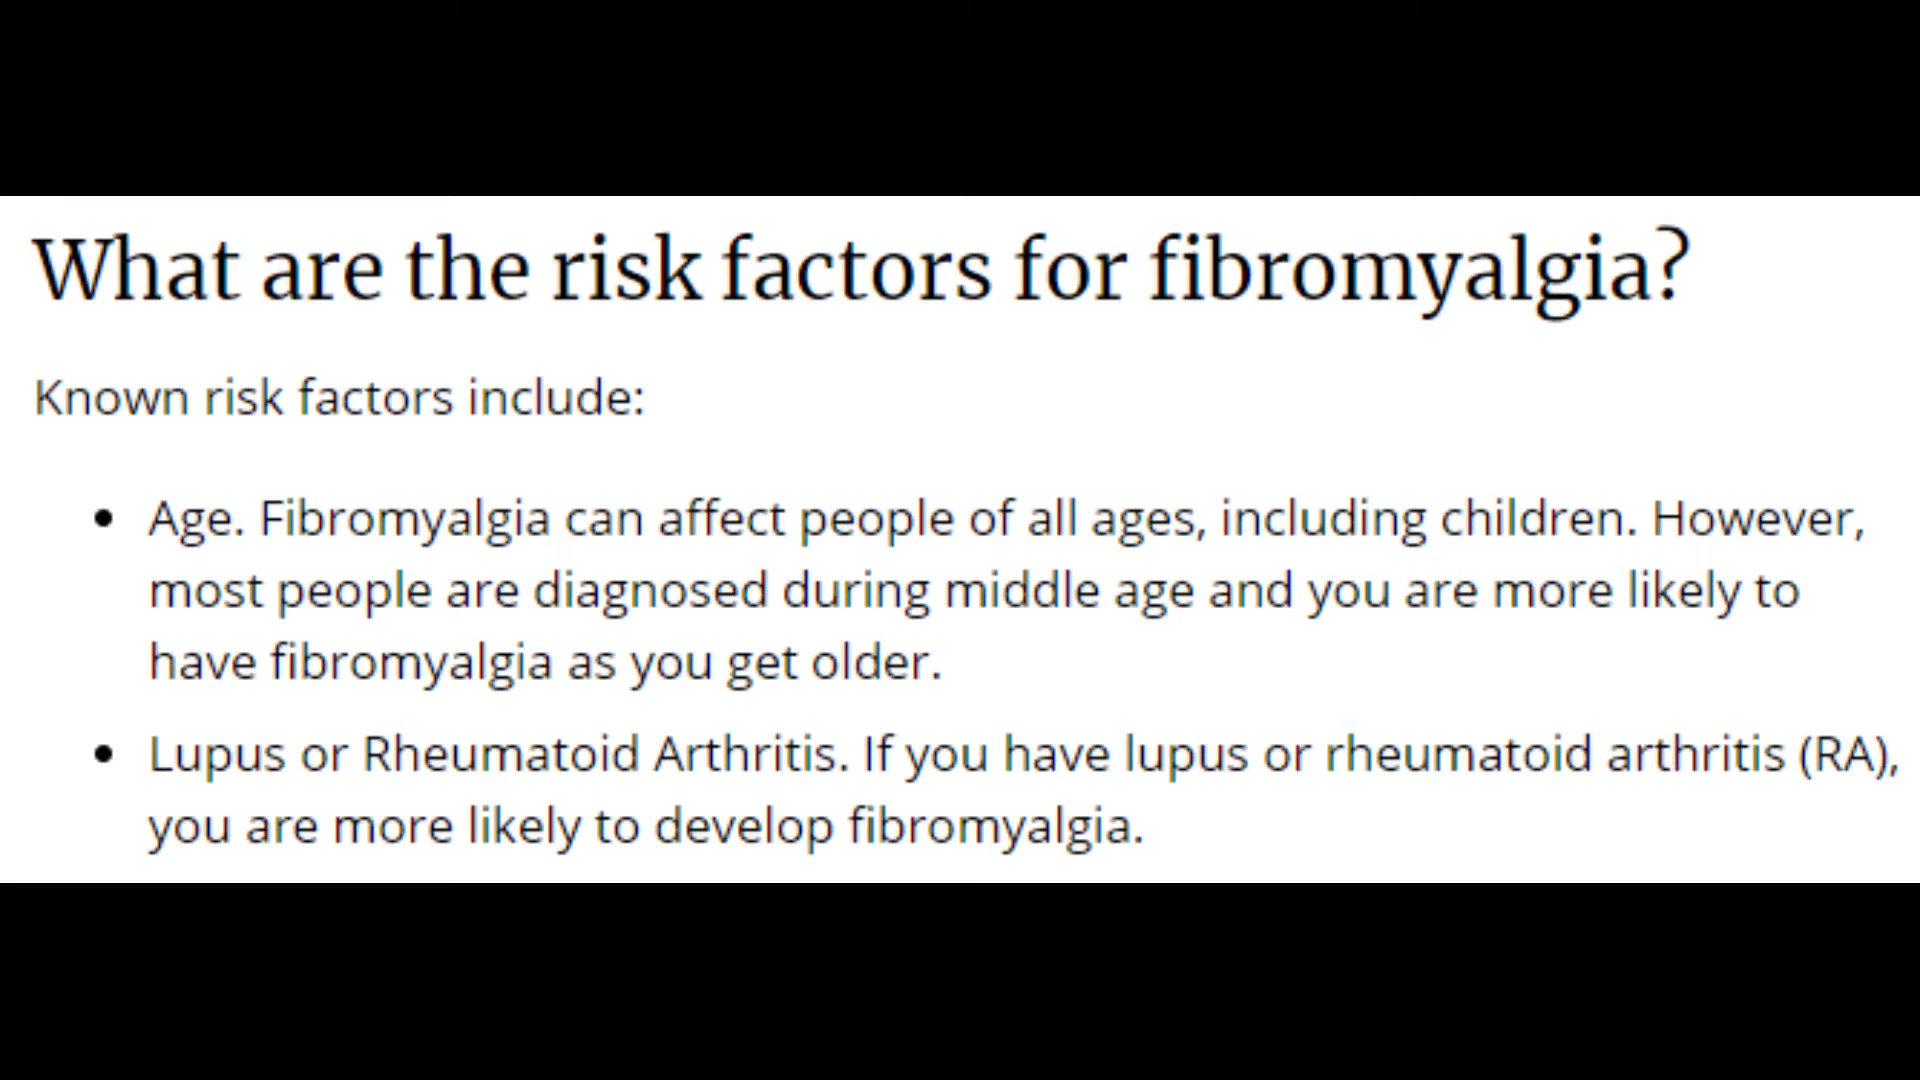 What are the risk factors for fibromyalgia?
Known risk factors include:
• Age. Fibromyalgia can affect people of all ages, including children. However,
most people are diagnosed during middle age and you are more likely to
have fibromyalgia as you get older.
• Lupus or Rheumatoid Arthritis. If you have lupus or rheumatoid arthritis (RA),
you are more likely to develop fibromyalgia.